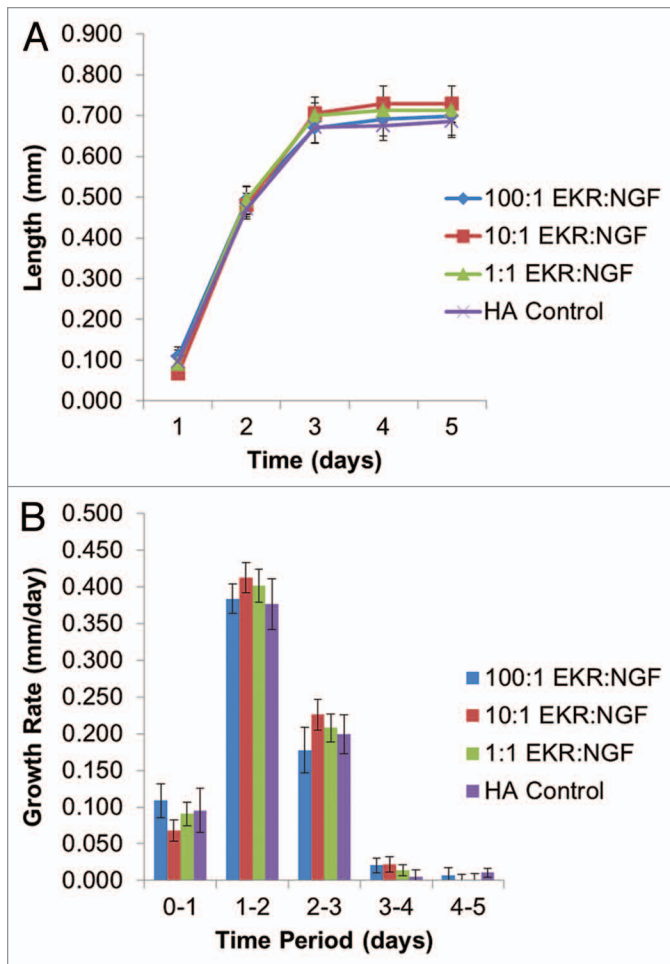 A
0.900
0.800
0.700
0.600
0.500
0.400
0.300
0.200
0.100
0.000
Length (mm)
1 2 3 4 5
Time (days)
100:1 EKR:NGF
10:1 EKR:NGF
1:1 EKR:NGF
HA Control
B
0.500
0.450
0.400
0.350
0.300
0.250
0.200
0.150
0.100
0.050
0.000
Growth Rate (mm/day)
0-1 1-2 2-3 3-4 4-5
Time Period (days)
100:1 EKR:NGF
10:1 EKR:NGF
1:1 EKR:NGF
HA Control